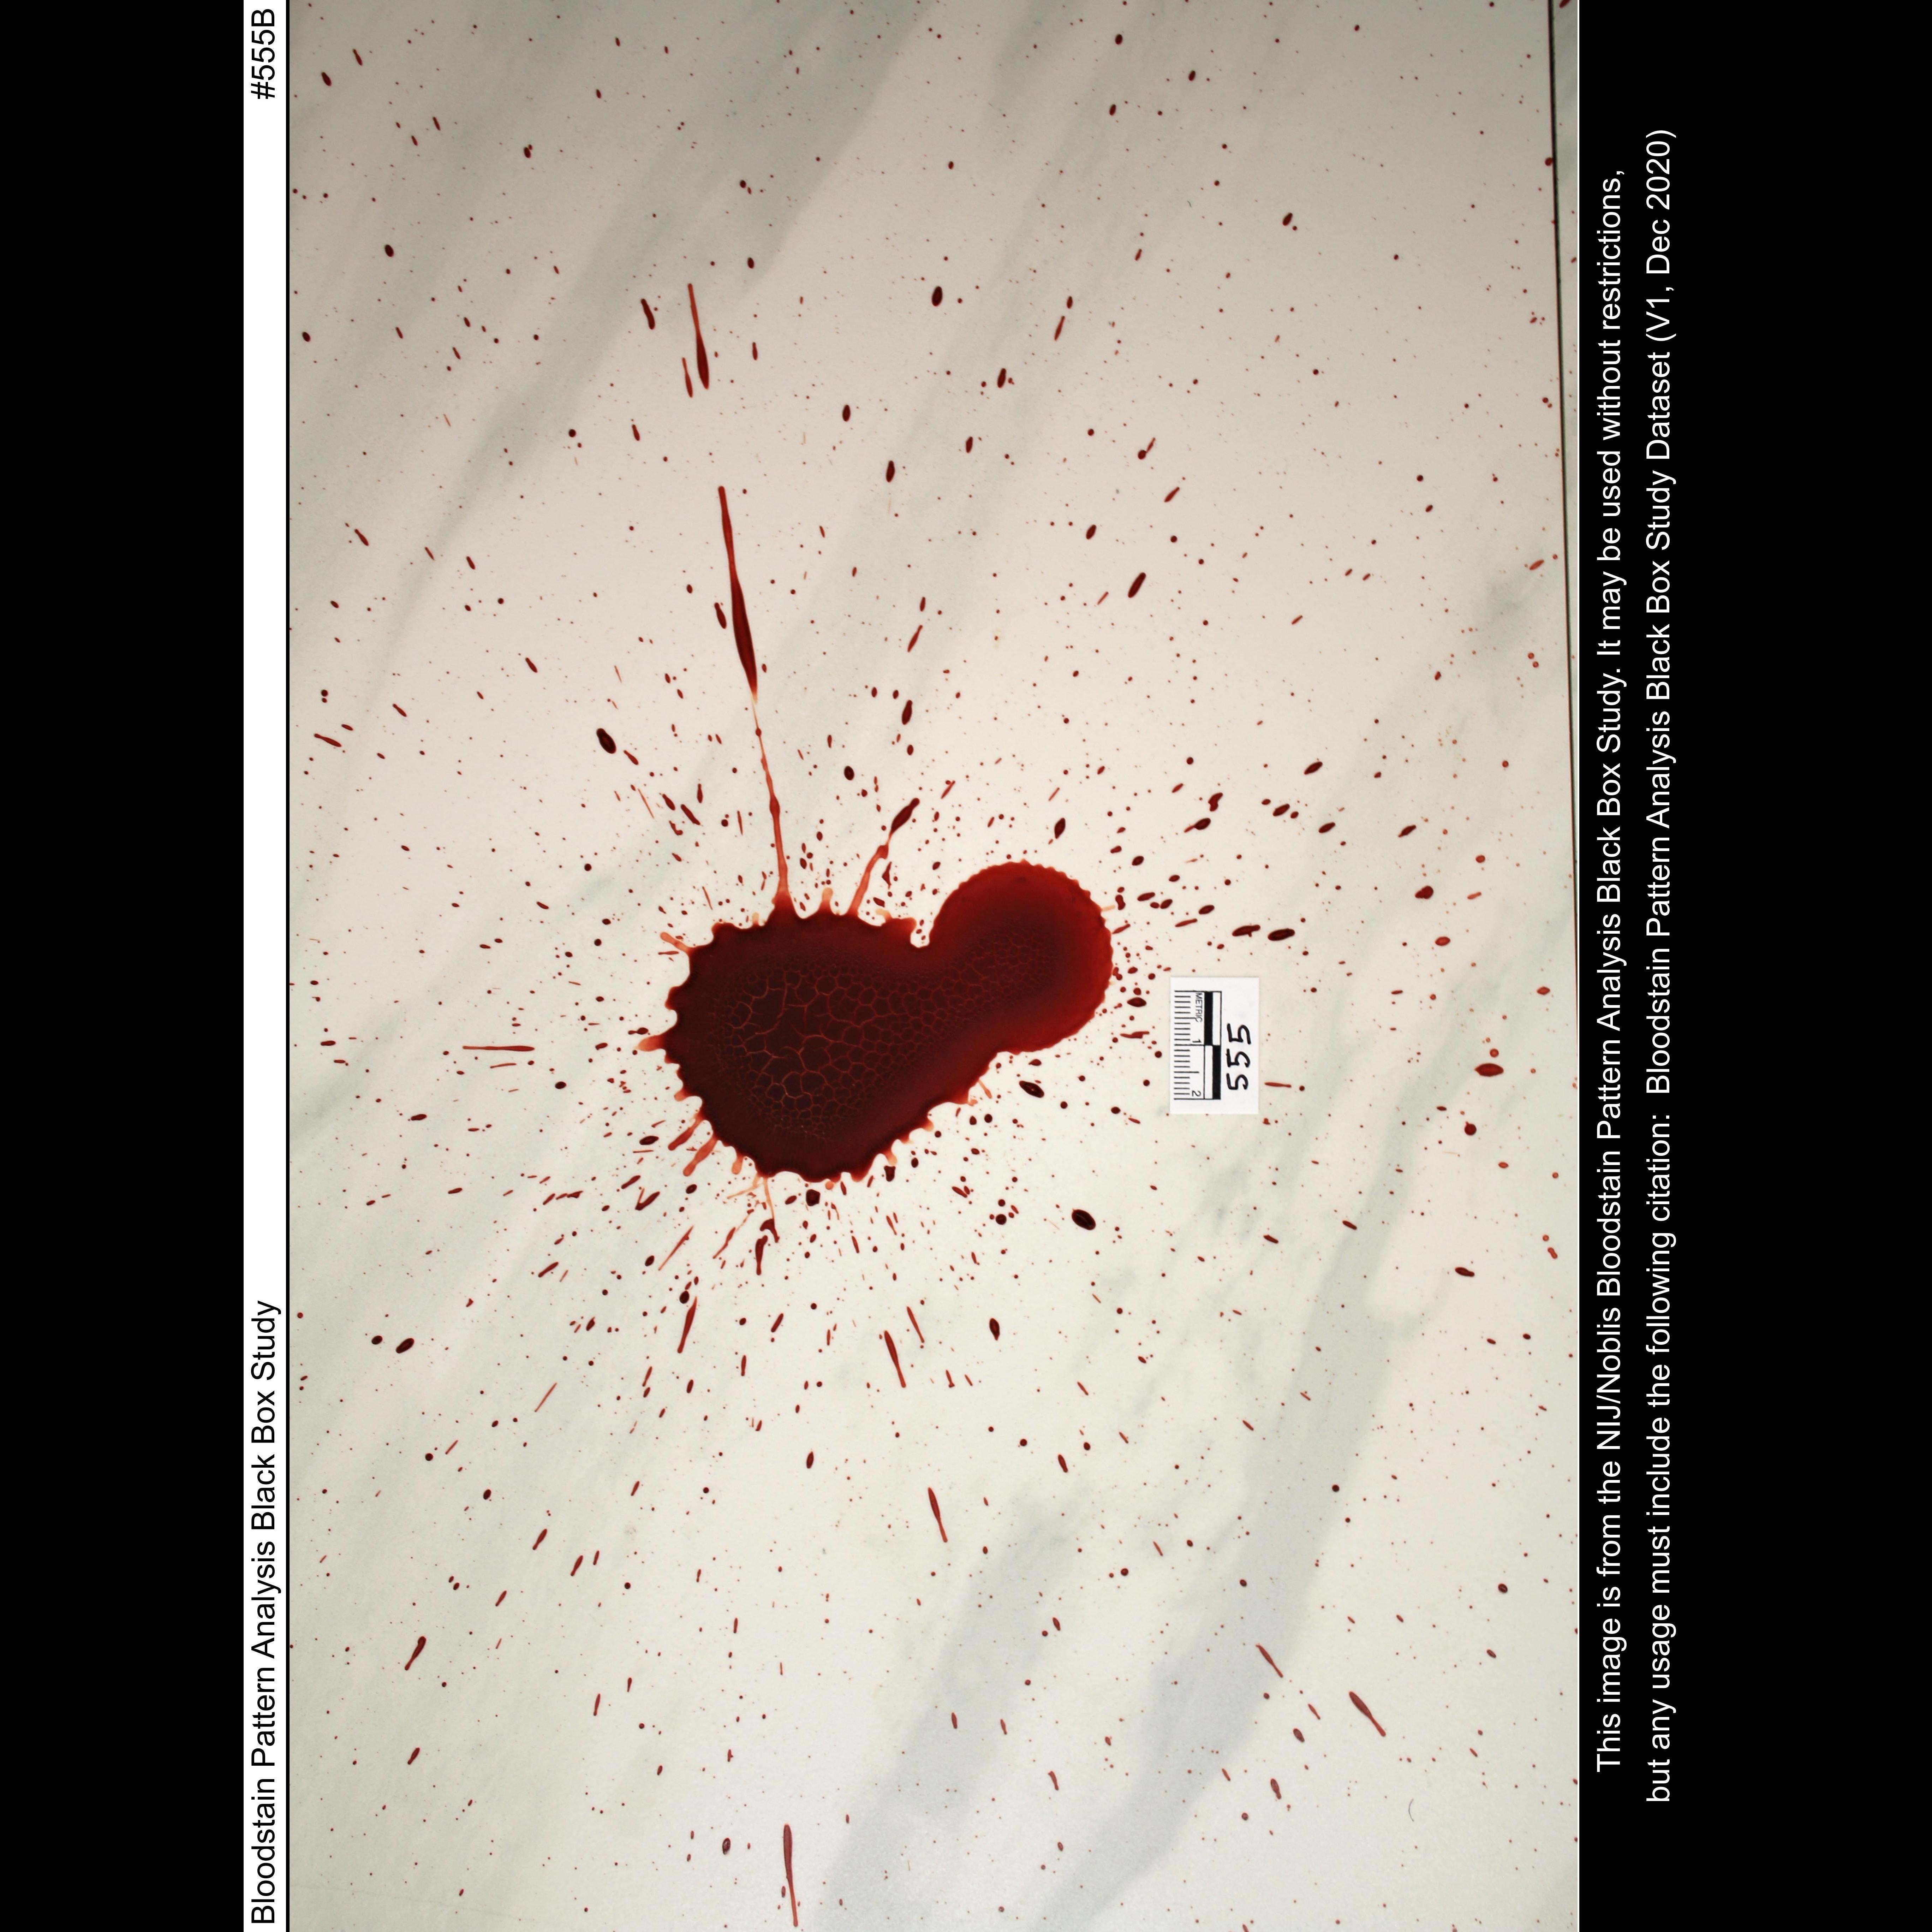 Bloodstain Pattern Analysis Black Box Study #555B
METRIC 1 2
555
This image is from the NIJ/Noblis Bloodstain Pattern Analysis Black Box Study. It may be used without restrictions,
but any usage must include the following citation: Bloodstain Pattern Analysis Black Box Study Dataset (V1, Dec 2020)